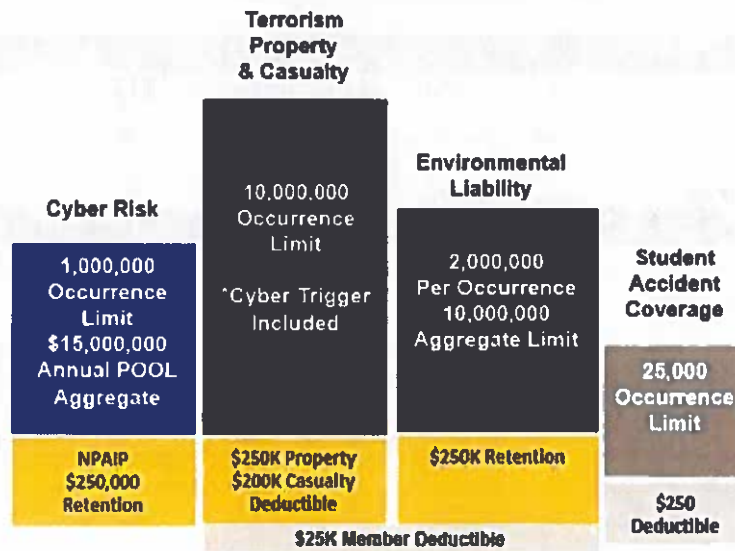 Terrorism
Property
& Casualty
10,000,000
Occurrence
Limit
*Cyber Trigger
Included
$250K Property
$200K Casualty
Deductible
Cyber Risk
1,000,000
Occurrence
Limit
$15,000,000
Annual POOL
Aggregate
NPAIP
$250,000
Retention
Environmental
Liability
2,000,000
Per Occurrence
10,000,000
Aggregate Limit
$250K Retention
$25K Member Deductible
Student
Accident
Coverage
25,000
Occurrence
Limit
$250
Deductible